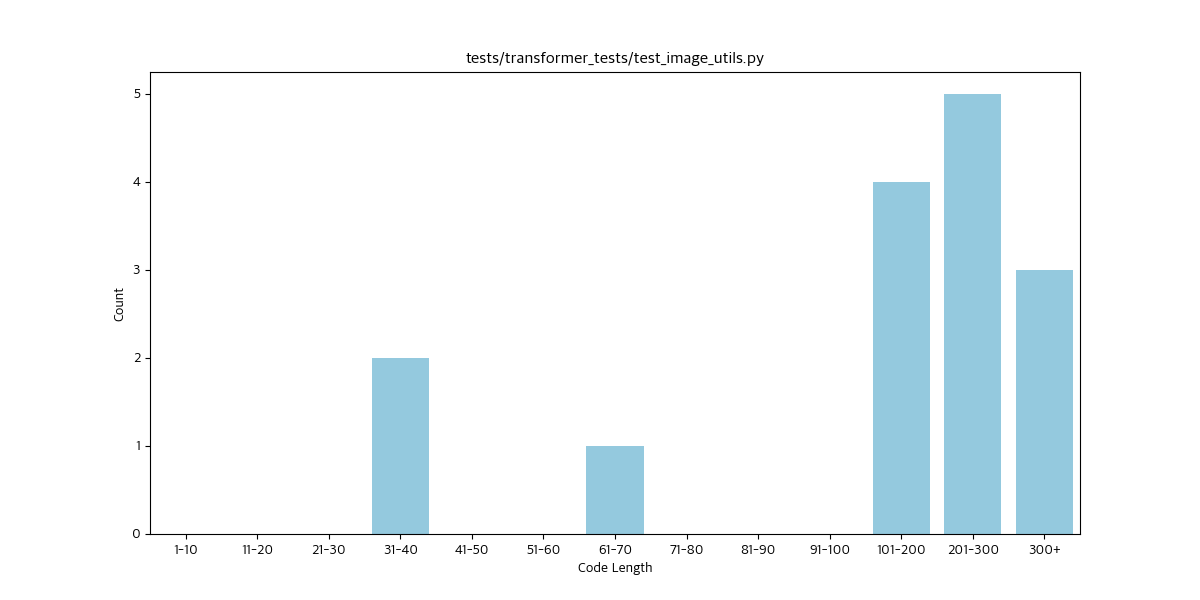 tests/transformer_tests/test_image_utils.py
5
4
3
2
1
0
Count
1-10 11-20 21-30 31-40 41-50 51-60 61-70 71-80 81-90 91-100 101-200 201-300 300+
Code Length